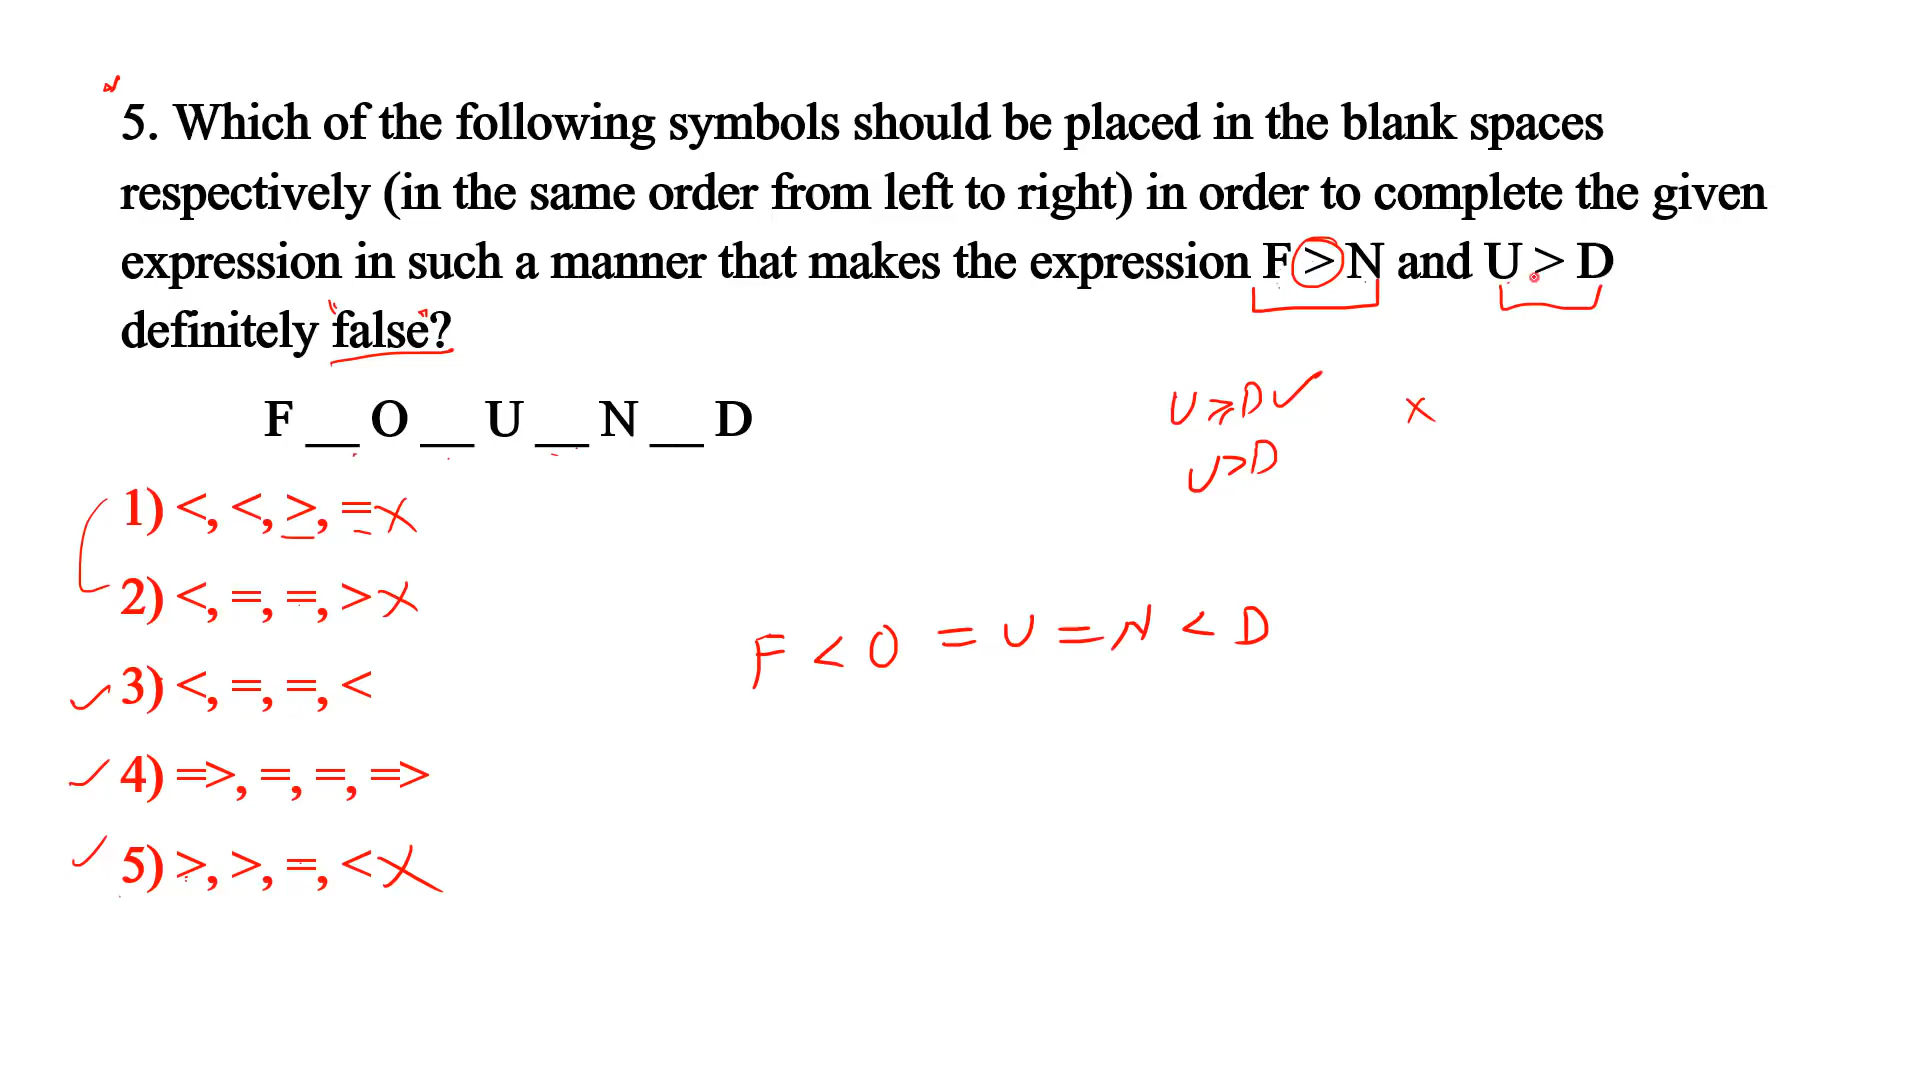 5. Which of the following symbols should be placed in the blank spaces
respectively (in the same order from left to right) in order to complete the given
expression in such a manner that makes the expression F > N and U > D
definitely false?
F __ O __ U __ N __ D
U ≥ D ✓ x
U > D
1) <, <, >, = x
2) <, =, =, > x
F < O = U = N < D
✓ 3) <, =, =, <
✓ 4) =>, =, =, =>
✓ 5) >, >, =, < x